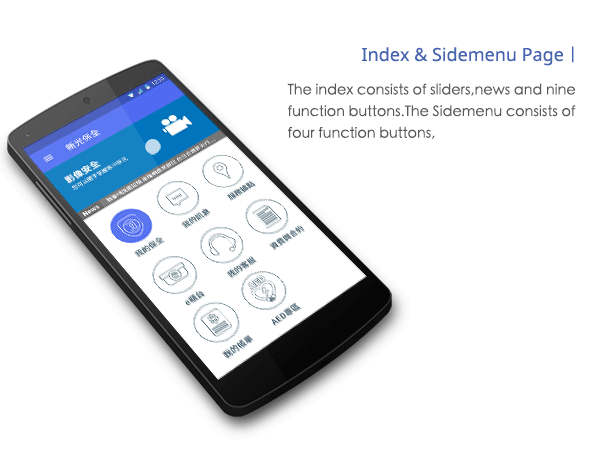 Index & Sidemenu Page |
The index consists of sliders,news and nine
function buttons.The Sidemenu consists of
four function buttons,
12:30
新光保全
影像安全
News
我的保全
我的訊息
服務據點
e櫃台
我的客服
資費與合約
我的帳單
AED專區